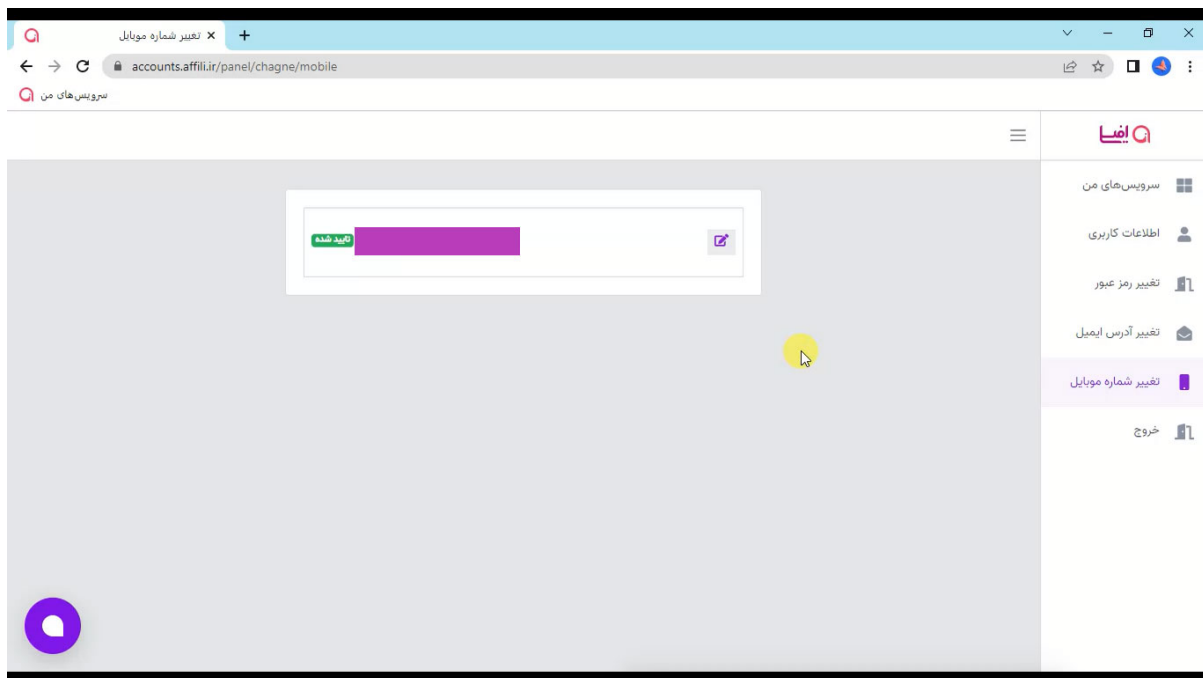 تغییر شماره موبایل
accounts.affili.ir/panel/chagne/mobile
سرویس‌های من
افیلی
سرویس‌های من
اطلاعات کاربری
تغییر رمز عبور
تغییر آدرس ایمیل
تغییر شماره موبایل
خروج
تایید شده